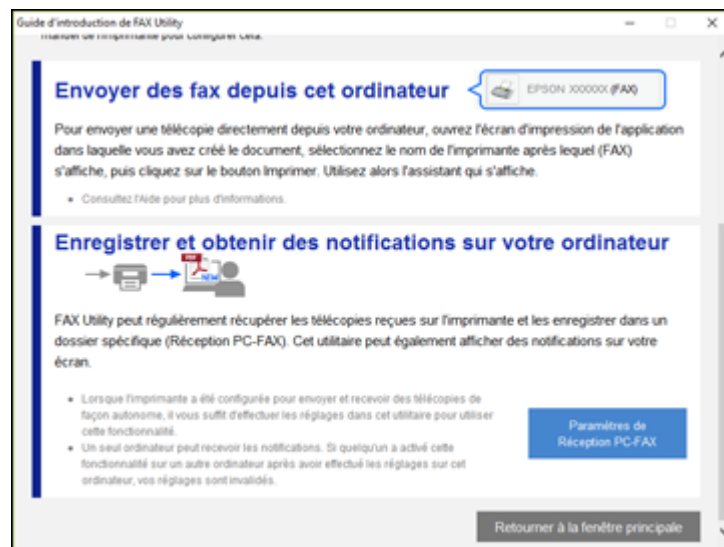 Guide d'introduction de FAX Utility
manuel de l'imprimante pour configurer cela.
Envoyer des fax depuis cet ordinateur
EPSON XXXXXX (FAX)
Pour envoyer une télécopie directement depuis votre ordinateur, ouvrez l'écran d'impression de l'application
dans laquelle vous avez créé le document, sélectionnez le nom de l'imprimante après lequel (FAX)
s'affiche, puis cliquez sur le bouton Imprimer. Utilisez alors l'assistant qui s'affiche.
• Consultez l'Aide pour plus d'informations.
Enregistrer et obtenir des notifications sur votre ordinateur
PDF
NEW
FAX Utility peut régulièrement récupérer les télécopies reçues sur l'imprimante et les enregistrer dans un
dossier spécifique (Réception PC-FAX). Cet utilitaire peut également afficher des notifications sur votre
écran.
• Lorsque l'imprimante a été configurée pour envoyer et recevoir des télécopies de
façon autonome, il vous suffit d'effectuer les réglages dans cet utilitaire pour utiliser
cette fonctionnalité.
• Un seul ordinateur peut recevoir les notifications. Si quelqu'un a activé cette
fonctionnalité sur un autre ordinateur après avoir effectué les réglages sur cet
ordinateur, vos réglages sont invalidés.
Paramètres de
Réception PC-FAX
Retourner à la fenêtre principale